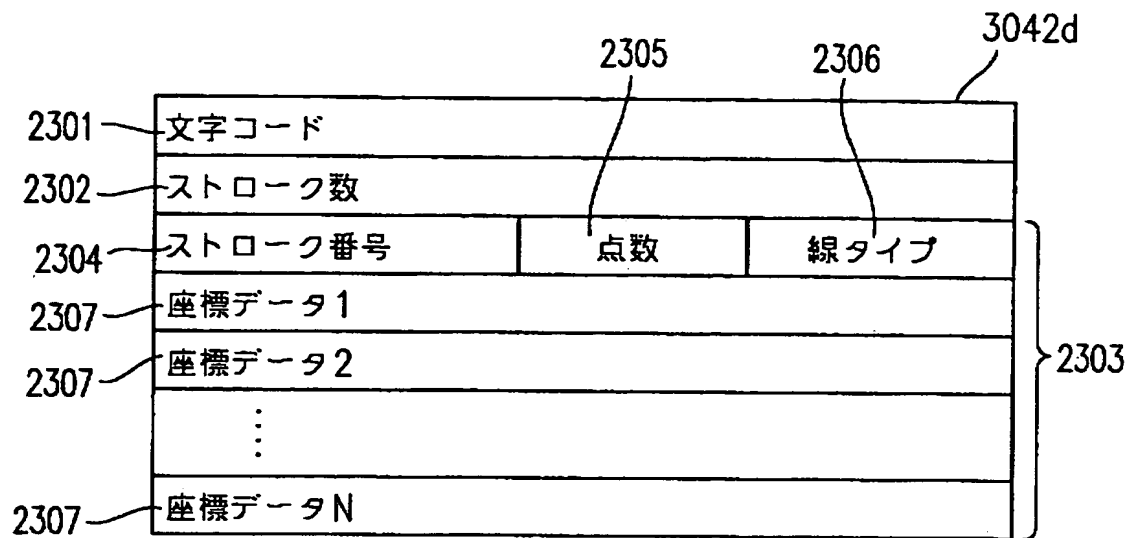 3042d
2305 2306
2301 文字コード
2302 ストローク数
2304 ストローク番号 点数 線タイプ
2307 座標データ1
2307 座標データ2
2303
⋮
2307 座標データN